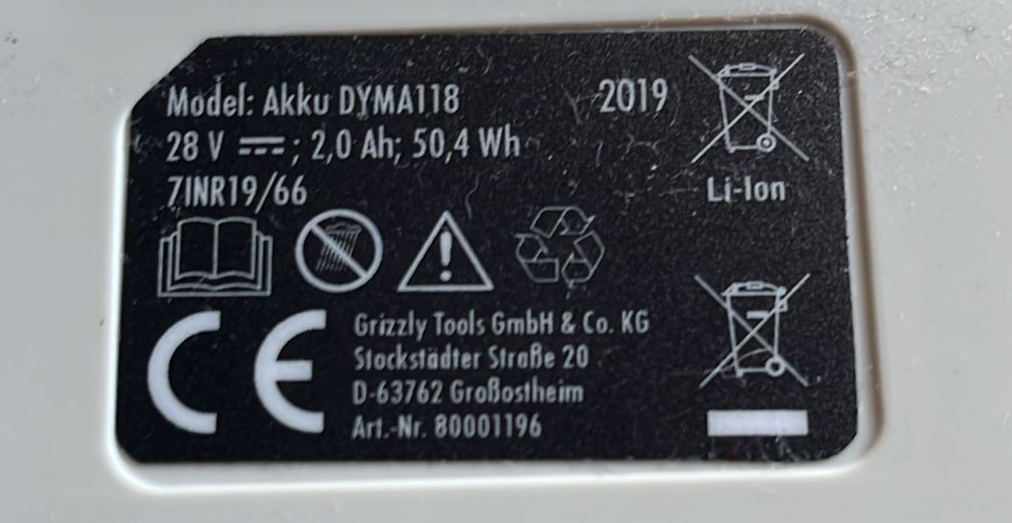 Model: Akku DYMA118
2019
28 V ⎓; 2,0 Ah; 50,4 Wh
7INR19/66
Li-Ion
CE
Grizzly Tools GmbH & Co. KG
Stockstädter Straße 20
D-63762 Großostheim
Art.-Nr. 80001196